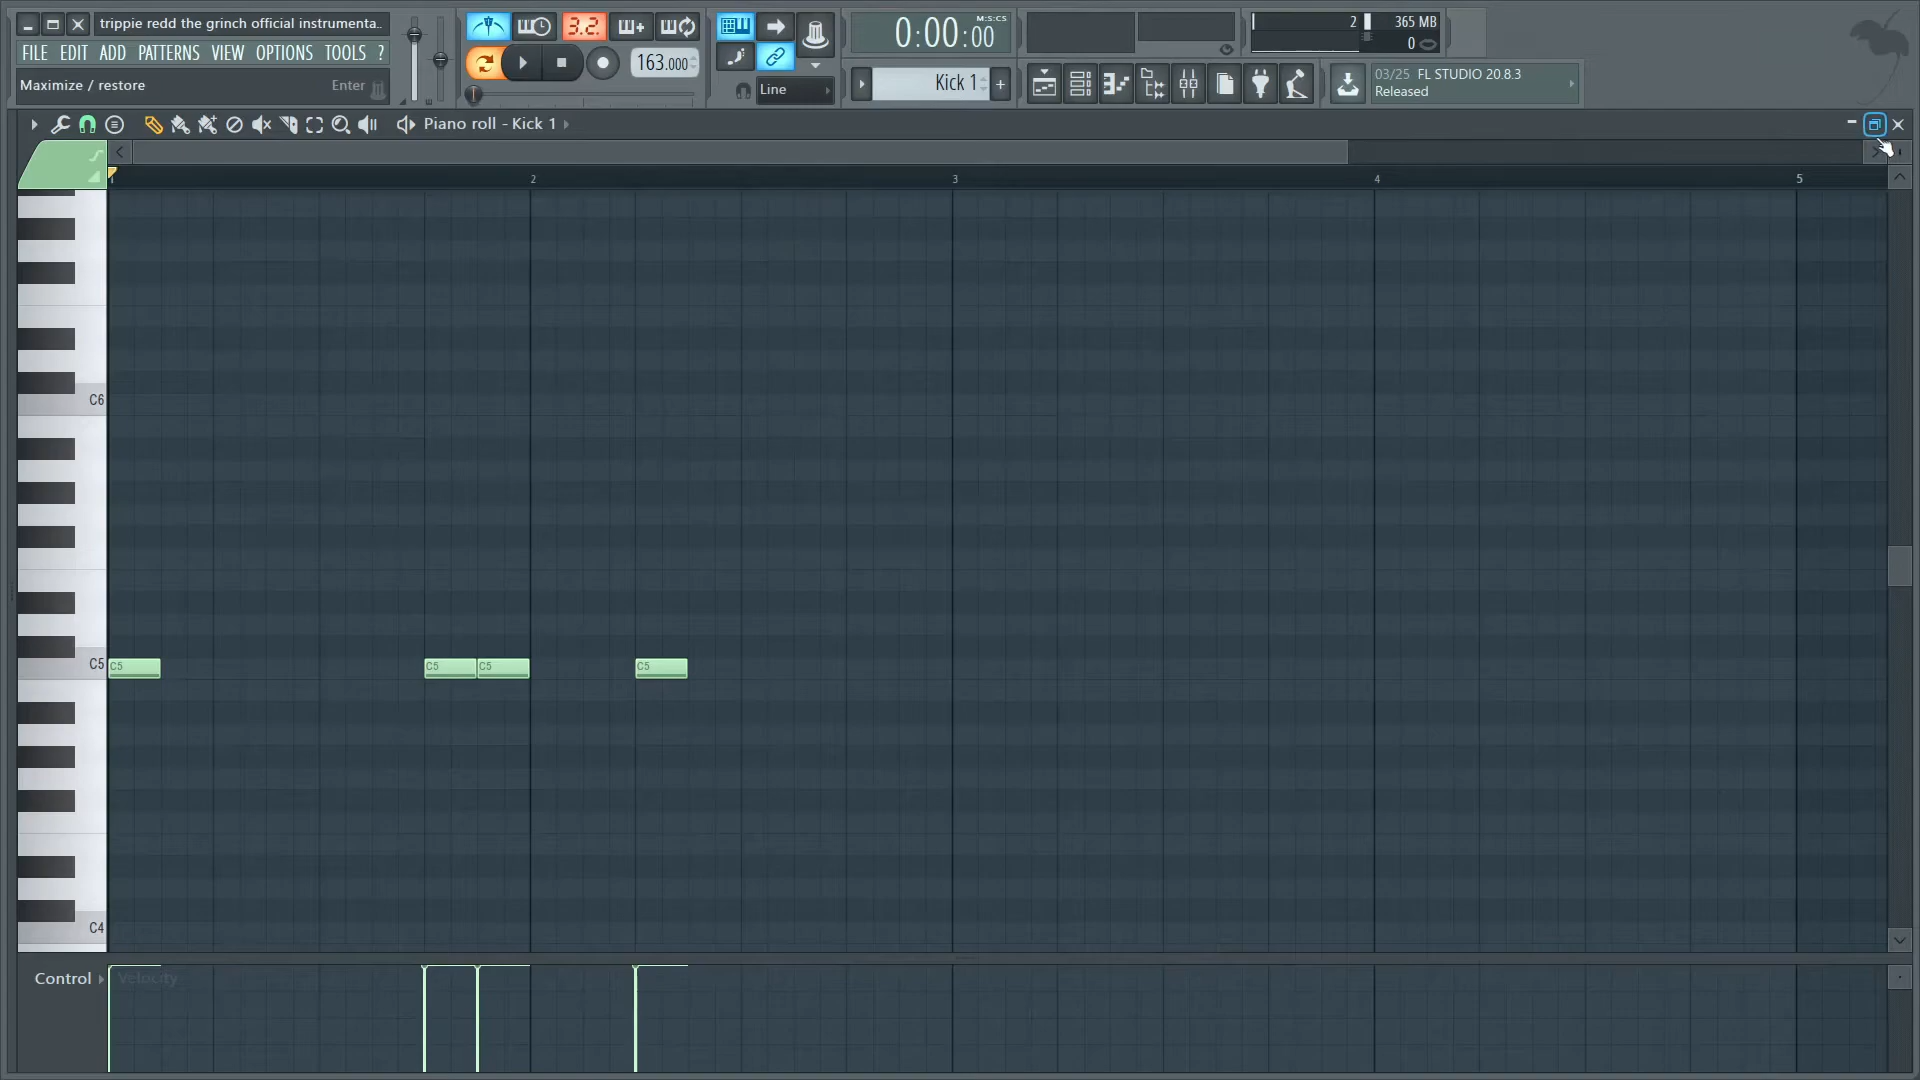 trippie redd the grinch official instrumenta..
FILE EDIT ADD PATTERNS VIEW OPTIONS TOOLS ?
Maximize / restore Enter
3.2.
163.000
Line
0:00:00
M:S:CS
Kick 1
2 365 MB
0
03/25 FL STUDIO 20.8.3
Released
Piano roll - Kick 1
1 2 3 4 5
C6
C5 C5 C5 C5 C5
C4
Control Velocity